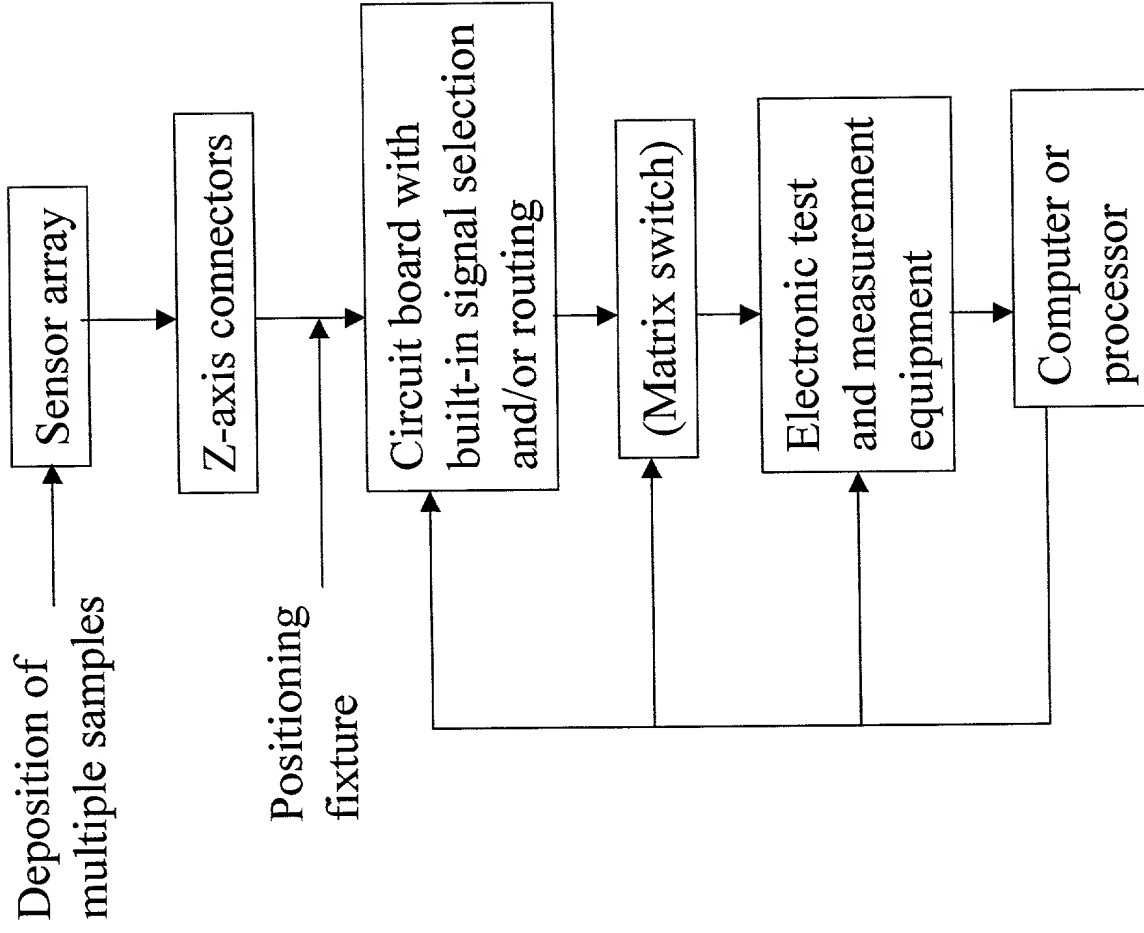 Deposition of
multiple samples
Sensor array
Z-axis connectors
Positioning
fixture
Circuit board with
built-in signal selection
and/or routing
(Matrix switch)
Electronic test
and measurement
equipment
Computer or
processor